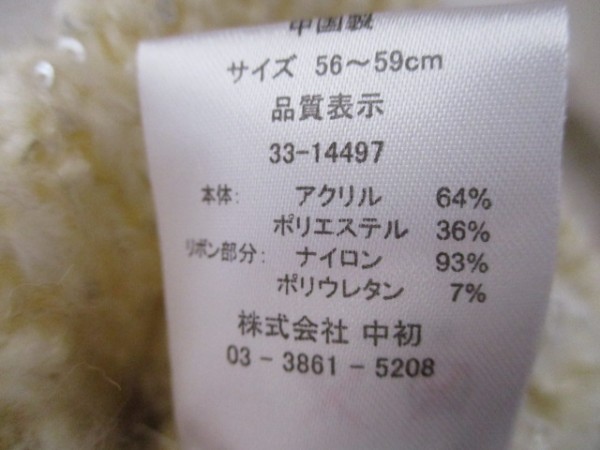 中国製
サイズ 56～59cm
品質表示
33-14497
本体: アクリル 64%
ポリエステル 36%
リボン部分: ナイロン 93%
ポリウレタン 7%
株式会社 中初
03 - 3861 - 5208